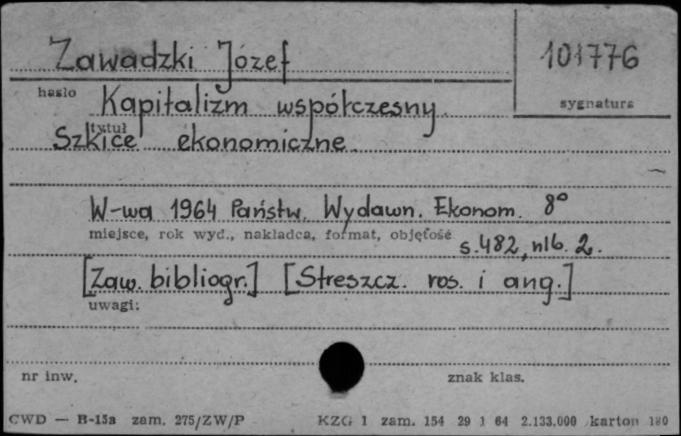 Zawadzki Józef
101776
hasło
sygnatura
Kapitalizm współczesny.
tytuł
Szkice ekonomiczne.
W-wa 1964 Państw. Wydawn. Ekonom. 8°
miejsce, rok wyd., nakładca, format, objętość
s. 482, nlb. 2.
[Zaw. bibliogr.] [Streszcz. ros. i ang.]
uwagi:
nr inw.
znak klas.
CWD — B-15a zam. 275/ZW/P KZG 1 zam. 154 29 1 64 2.133.000 karton 180